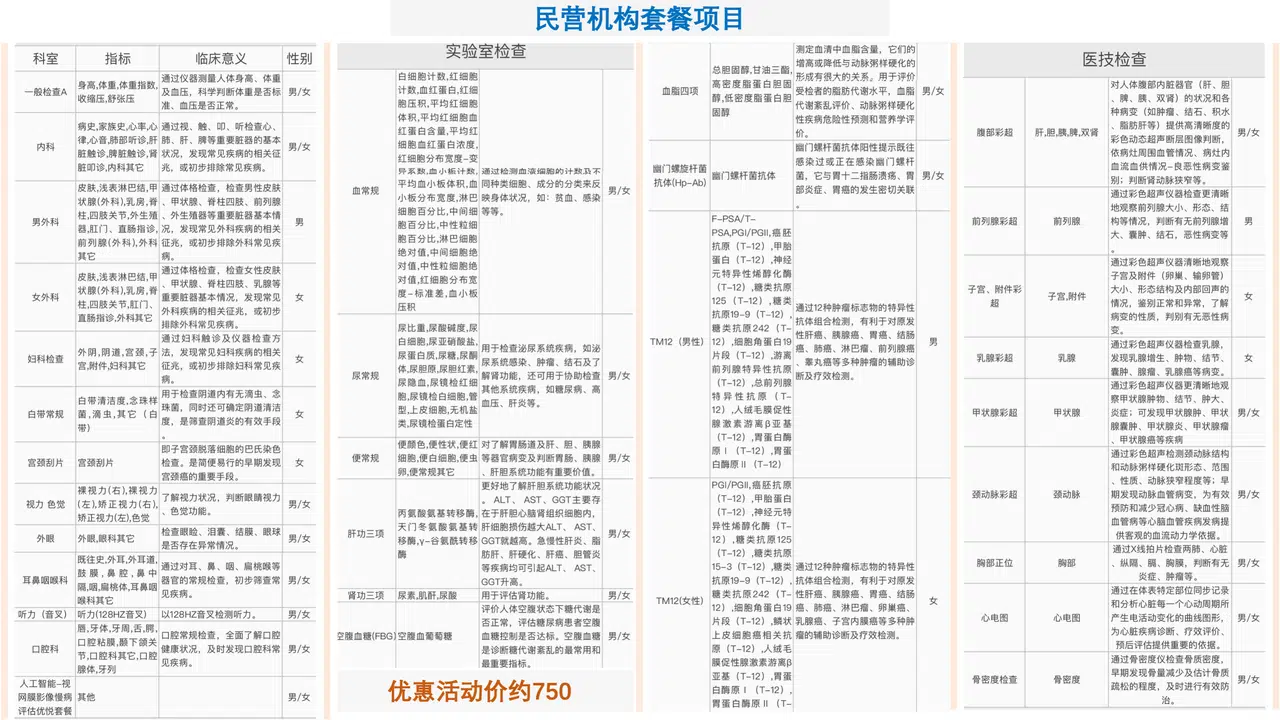 民营机构套餐项目
科室 指标 临床意义 性别
一般检查A
身高,体重,体重指数,
收缩压,舒张压
通过仪器测量人体身高、体重
及血压，科学判断体重是否标
准、血压是否正常。
男/女
内科
病史,家族史,心率,心
律,心音,肺部听诊,肝
脏触诊,脾脏触诊,肾
脏叩诊,内科其它
通过视、触、叩、听检查心、
肺、肝、脾等重要脏器的基本
状况，发现常见疾病的相关征
兆，或初步排除常见疾病。
男/女
男外科
皮肤,浅表淋巴结,甲
状腺(外科),乳房,脊
柱,四肢关节,外生殖
器,肛门、直肠指诊,
前列腺(外科),外科
其它
通过体格检查，检查男性皮肤
、甲状腺、脊柱四肢、前列腺
、外生殖器等重要脏器基本情
况，发现常见外科疾病的相关
征兆，或初步排除外科常见疾
病。
男
女外科
皮肤,浅表淋巴结,甲
状腺(外科),乳房,脊
柱,四肢关节,肛门、
直肠指诊,外科其它
通过体格检查，检查女性皮肤
、甲状腺、脊柱四肢、乳腺等
重要脏器基本情况，发现常见
外科疾病的相关征兆，或初步
排除外科常见疾病。
女
妇科检查
外阴,阴道,宫颈,子
宫,附件,妇科其它
通过妇科触诊及仪器检查方
法，发现常见妇科疾病的相关
征兆，或初步排除妇科常见疾
病。
女
白带常规
白带清洁度,念珠样
菌,滴虫,其它（白
带）
用于检查阴道内有无滴虫、念
珠菌，同时还可确定阴道清洁
度，是筛查阴道炎的有效手段
。
女
宫颈刮片
宫颈刮片
即子宫颈脱落细胞的巴氏染色
检查。是简便易行的早期发现
宫颈癌的重要手段。
女
视力 色觉
裸视力(右),裸视力
(左),矫正视力(右),
矫正视力(左),色觉
了解视力状况，判断眼睛视力
、色觉功能。
男/女
外眼
外眼,眼科其它
检查眼睑、泪囊、结膜、眼球
是否存在异常情况。
男/女
耳鼻咽喉科
既往史,外耳,外耳道,
鼓膜,鼻腔,鼻中
隔,咽,扁桃体,耳鼻咽
喉科其它
通过对耳、鼻、咽、扁桃喉等
器官的常规检查，初步筛查常
见疾病。
男/女
听力（音叉）
听力(128HZ音叉)
以128HZ音叉检测听力。
男/女
口腔科
唇,牙体,牙周,舌,腭,
口腔粘膜,颞下颌关
节,口腔科其它,口腔
腺体,牙列
口腔常规检查，全面了解口腔
健康状况，及时发现口腔科常
见疾病。
男/女
人工智能–视
网膜影像慢病
评估优悦套餐
其他
男/女
实验室检查
血常规
白细胞计数,红细胞
计数,血红蛋白,红细
胞压积,平均红细胞
体积,平均红细胞血
红蛋白含量,平均红
细胞血红蛋白浓度,
红细胞分布宽度–变
异系数,血小板计数,
平均血小板体积,血
小板分布宽度,淋巴
细胞百分比,中间细
胞百分比,中性粒细
胞百分比,淋巴细胞
绝对值,中间细胞绝
对值,中性粒细胞绝
对值,红细胞分布宽
度–标准差,血小板
压积
通过检测血液细胞的计数及不
同种类细胞、成分的分类来反
映身体状况，如：贫血、感染
等等。
男/女
尿常规
尿比重,尿酸碱度,尿
白细胞,尿亚硝酸盐,
尿蛋白质,尿糖,尿酮
体,尿胆原,尿胆红素,
尿隐血,尿镜检红细
胞,尿镜检白细胞,管
型,上皮细胞,无机盐
类,尿镜检蛋白定性
用于检查泌尿系统疾病，如泌
尿系统感染、肿瘤、结石及了
解肾功能，还可用于协助检查
其他系统疾病，如糖尿病、高
血压、肝炎等。
男/女
便常规
便颜色,便性状,便红
细胞,便白细胞,便虫
卵,便常规其它
对了解胃肠道及肝、胆、胰腺
等器官病变及判断胃肠、胰腺
、肝胆系统功能有重要价值。
男/女
肝功三项
丙氨酸氨基转移酶,
天门冬氨酸氨基转
移酶,γ-谷氨酰转移
酶
更好地了解肝胆系统功能状况
。ALT、 AST、GGT主要存
在于肝胆心脑肾组织细胞内，
肝细胞损伤越大ALT、 AST、
GGT就越高。急慢性肝炎、脂
肪肝、肝硬化、肝癌、胆管炎
等疾病均可引起ALT、 AST、
GGT升高。
男/女
肾功三项
尿素,肌酐,尿酸
用于评估肾功能。
男/女
空腹血糖(FBG)
空腹血葡萄糖
评价人体空腹状态下糖代谢是
否正常，评估糖尿病患者空腹
血糖控制是否达标。空腹血糖
是诊断糖代谢紊乱的最常用和
最重要指标。
男/女
优惠活动价约750
血脂四项
总胆固醇,甘油三酯,
高密度脂蛋白胆固
醇,低密度脂蛋白胆
固醇
测定血清中血脂含量，它们的
增高或降低与动脉粥样硬化的
形成有很大的关系。用于评价
受检者的脂肪代谢水平，血脂
代谢紊乱评价、动脉粥样硬化
性疾病危险性预测和营养学评
价。
男/女
幽门螺旋杆菌
抗体(Hp-Ab)
幽门螺杆菌抗体
幽门螺杆菌抗体阳性提示既往
感染过或正在感染幽门螺杆
菌，它与胃十二指肠溃疡、胃
部炎症、胃癌的发生密切关联
。
男/女
TM12（男性）
F–PSA/T–
PSA,PGI/PGII,癌胚
抗原（T–12）,甲胎
蛋白（T–12）,神经
元特异性烯醇化酶
（T–12）,糖类抗原
125（T–12）,糖类
抗原19–9（T–12）,
糖类抗原242（T–
12）,细胞角蛋白19
片段（T–12）,游离
前列腺特异性抗原
（T–12）,总前列腺
特异性抗原（T–
12）,人绒毛膜促性
腺激素游离β亚基
（T–12）,胃蛋白酶
原Ⅰ（T–12）,胃蛋
白酶原Ⅱ（T–12）
通过12种肿瘤标志物的特异性
抗体组合检测，有利于对原发
性肝癌、胰腺癌、胃癌、结肠
癌、肺癌、淋巴瘤、前列腺癌
、睾丸癌等多种肿瘤的辅助诊
断及疗效检测。
男
TM12(女性)
PGI/PGII,癌胚抗原
（T–12）,甲胎蛋白
（T–12）,神经元特
异性烯醇化酶（T–
12）,糖类抗原125
（T–12）,糖类抗原
15–3（T–12）,糖类
抗原19–9（T–12）,
糖类抗原242（T–
12）,细胞角蛋白19
片段（T–12）,鳞状
上皮细胞癌相关抗
原（T–12）,人绒毛
膜促性腺激素游离β
亚基（T–12）,胃蛋
白酶原Ⅰ（T–12）,
胃蛋白酶原Ⅱ（T–
通过12种肿瘤标志物的特异性
抗体组合检测，有利于对原发
性肝癌、胰腺癌、胃癌、结肠
癌、肺癌、淋巴瘤、卵巢癌、
乳腺癌、子宫内膜癌等多种肿
瘤的辅助诊断及疗效检测。
女
医技检查
腹部彩超
肝,胆,胰,脾,双肾
对人体腹部内脏器官（肝、胆
、脾、胰、双肾）的状况和各
种病变（如肿瘤、结石、积水
、脂肪肝等）提供高清晰度的
彩色动态超声断层图像判断，
依病灶周围血管情况、病灶内
血流血供情况–良恶性病变鉴
别；判断肾动脉狭窄等。
男/女
前列腺彩超
前列腺
通过彩色超声仪器检查更清晰
地观察前列腺大小、形态、结
构等情况，判断有无前列腺增
大、囊肿、结石，恶性病变等
。
男
子宫、附件彩
超
子宫,附件
通过彩色超声仪器清晰地观察
子宫及附件（卵巢、输卵管）
大小、形态结构及内部回声的
情况，鉴别正常和异常，了解
病变的性质，判别有无恶性病
变。
女
乳腺彩超
乳腺
通过彩色超声仪器检查乳腺，
发现乳腺增生、肿物、结节、
囊肿、腺瘤、乳腺癌等病变。
女
甲状腺彩超
甲状腺
通过彩色超声仪器更清晰地观
察甲状腺肿物、结节、肿大、
炎症；可发现甲状腺肿、甲状
腺囊肿、甲状腺炎、甲状腺瘤
、甲状腺癌等疾病
男/女
颈动脉彩超
颈动脉
通过彩超声检测颈动脉结构
和动脉粥样硬化斑形态、范围
、性质、动脉狭窄程度等；早
期发现动脉血管病变，为有效
预防和减少冠心病、缺血性脑
血管病等心脑血管疾病发病提
供客观的血流动力学依据。
男/女
胸部正位
胸部
通过X线拍片检查两肺、心脏
、纵隔、膈、胸膜，判断有无
炎症、肿瘤等。
男/女
心电图
心电图
通过在体表特定部位同步记录
和分析心脏每一个心动周期所
产生电活动变化的曲线图形，
为心脏疾病诊断、疗效评价、
预后评估提供重要的依据。
男/女
骨密度检查
骨密度
通过骨密度仪检查骨质密度，
早期发现骨量减少及估计骨质
疏松的程度，及时进行有效防
治。
男/女